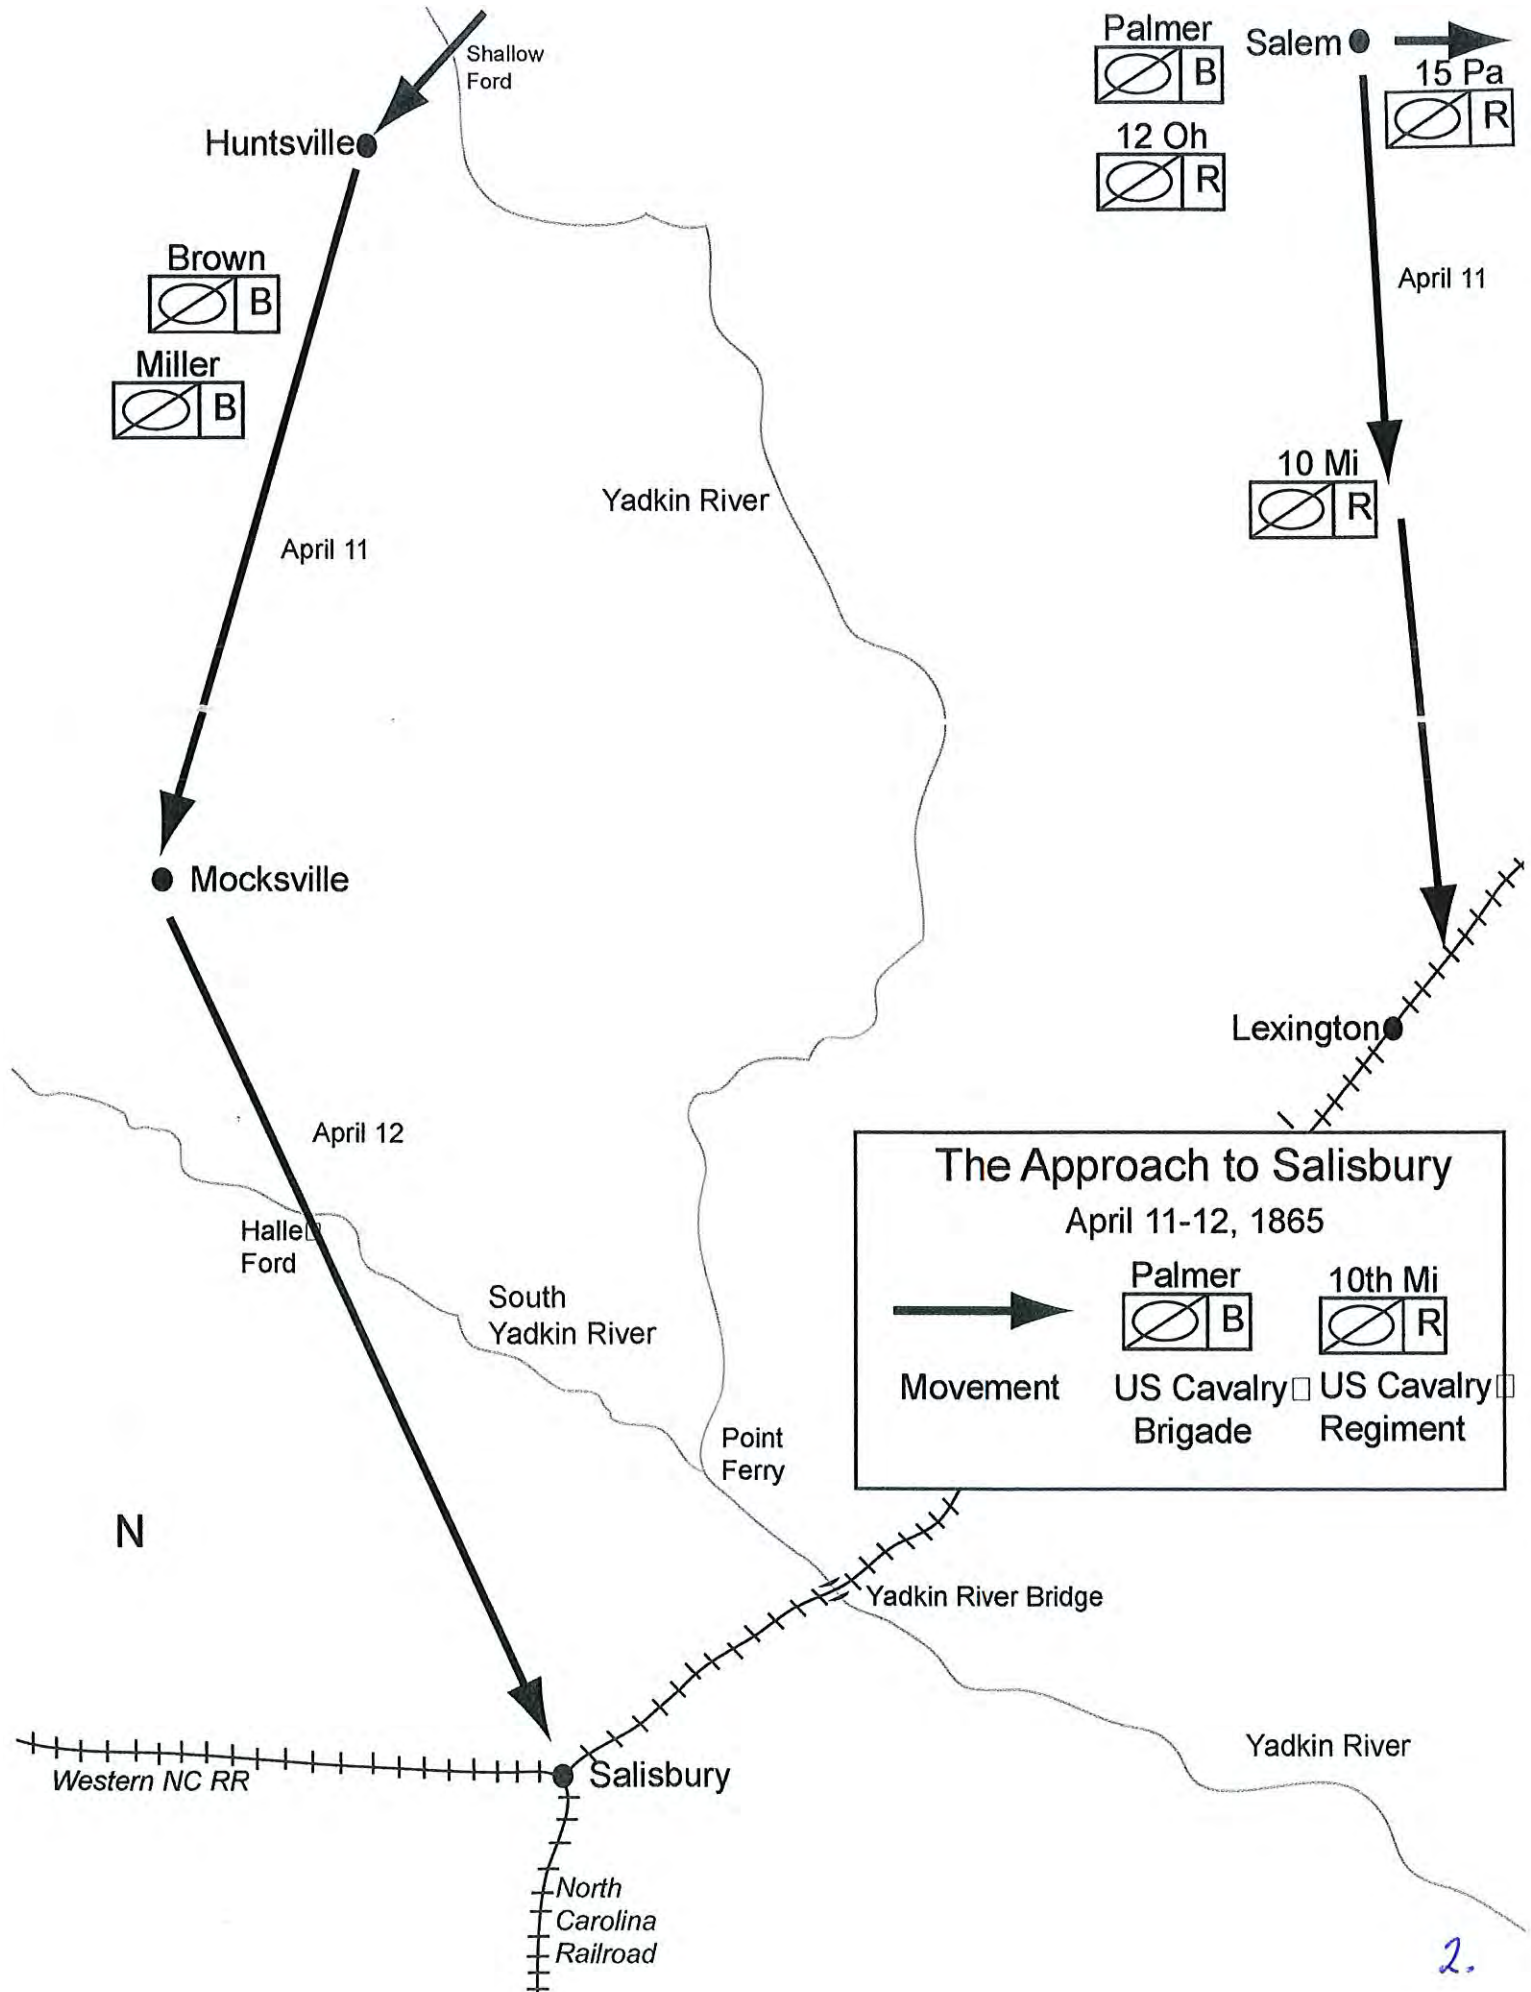 Shallow
Ford
Huntsville
Palmer
B
Salem
15 Pa
R
12 Oh
R
April 11
Brown
B
Miller
B
10 Mi
R
Yadkin River
April 11
Mocksville
Lexington
April 12
Halle
Ford
South
Yadkin River
The Approach to Salisbury
April 11-12, 1865
Palmer
B
10th Mi
R
Movement
US Cavalry
Brigade
US Cavalry
Regiment
Point
Ferry
N
Yadkin River Bridge
Yadkin River
Western NC RR
Salisbury
North
Carolina
Railroad
2.